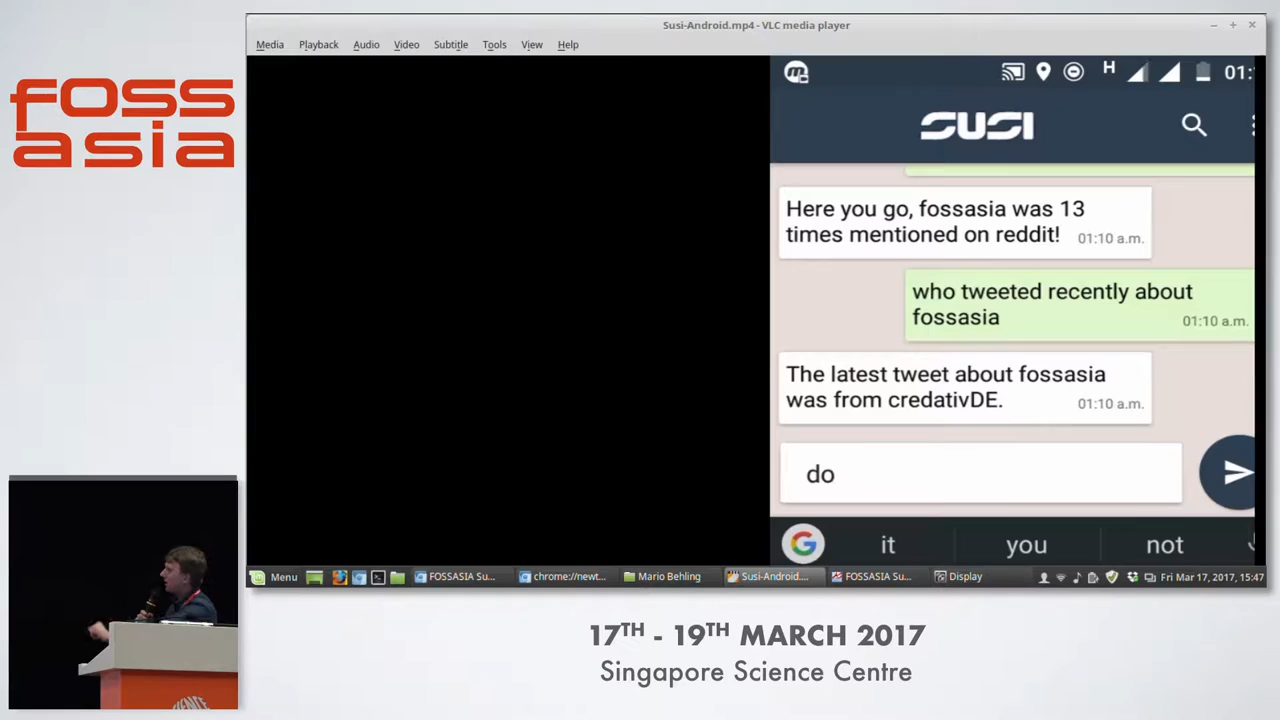 foss
asia
Susi-Android.mp4 - VLC media player
Media Playback Audio Video Subtitle Tools View Help
H 01:
SUSI
Here you go, fossasia was 13
times mentioned on reddit! 01:10 a.m.
who tweeted recently about
fossasia 01:10 a.m.
The latest tweet about fossasia
was from credativDE. 01:10 a.m.
do
it you not
Menu FOSSASIA Su... chrome://newt... Mario Behling Susi-Android.... FOSSASIA Su... Display Fri Mar 17, 2017, 15:47
17TH - 19TH MARCH 2017
Singapore Science Centre